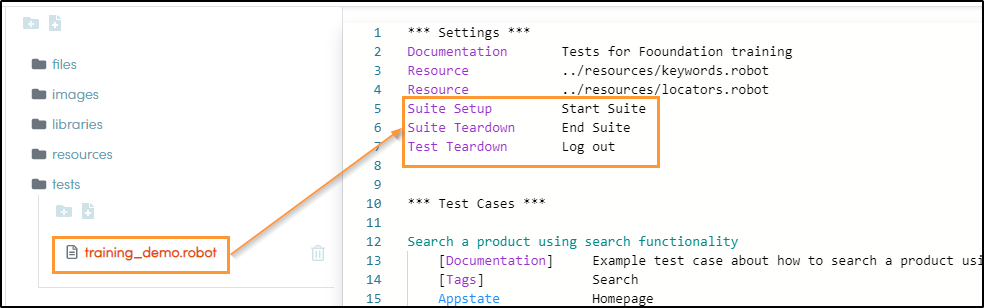 files
images
libraries
resources
tests
training_demo.robot
1 *** Settings ***
2 Documentation Tests for Fooundation training
3 Resource ../resources/keywords.robot
4 Resource ../resources/locators.robot
5 Suite Setup Start Suite
6 Suite Teardown End Suite
7 Test Teardown Log out
8
9
10 *** Test Cases ***
11
12 Search a product using search functionality
13 [Documentation] Example test case about how to search a product usi
14 [Tags] Search
15 Appstate Homepage